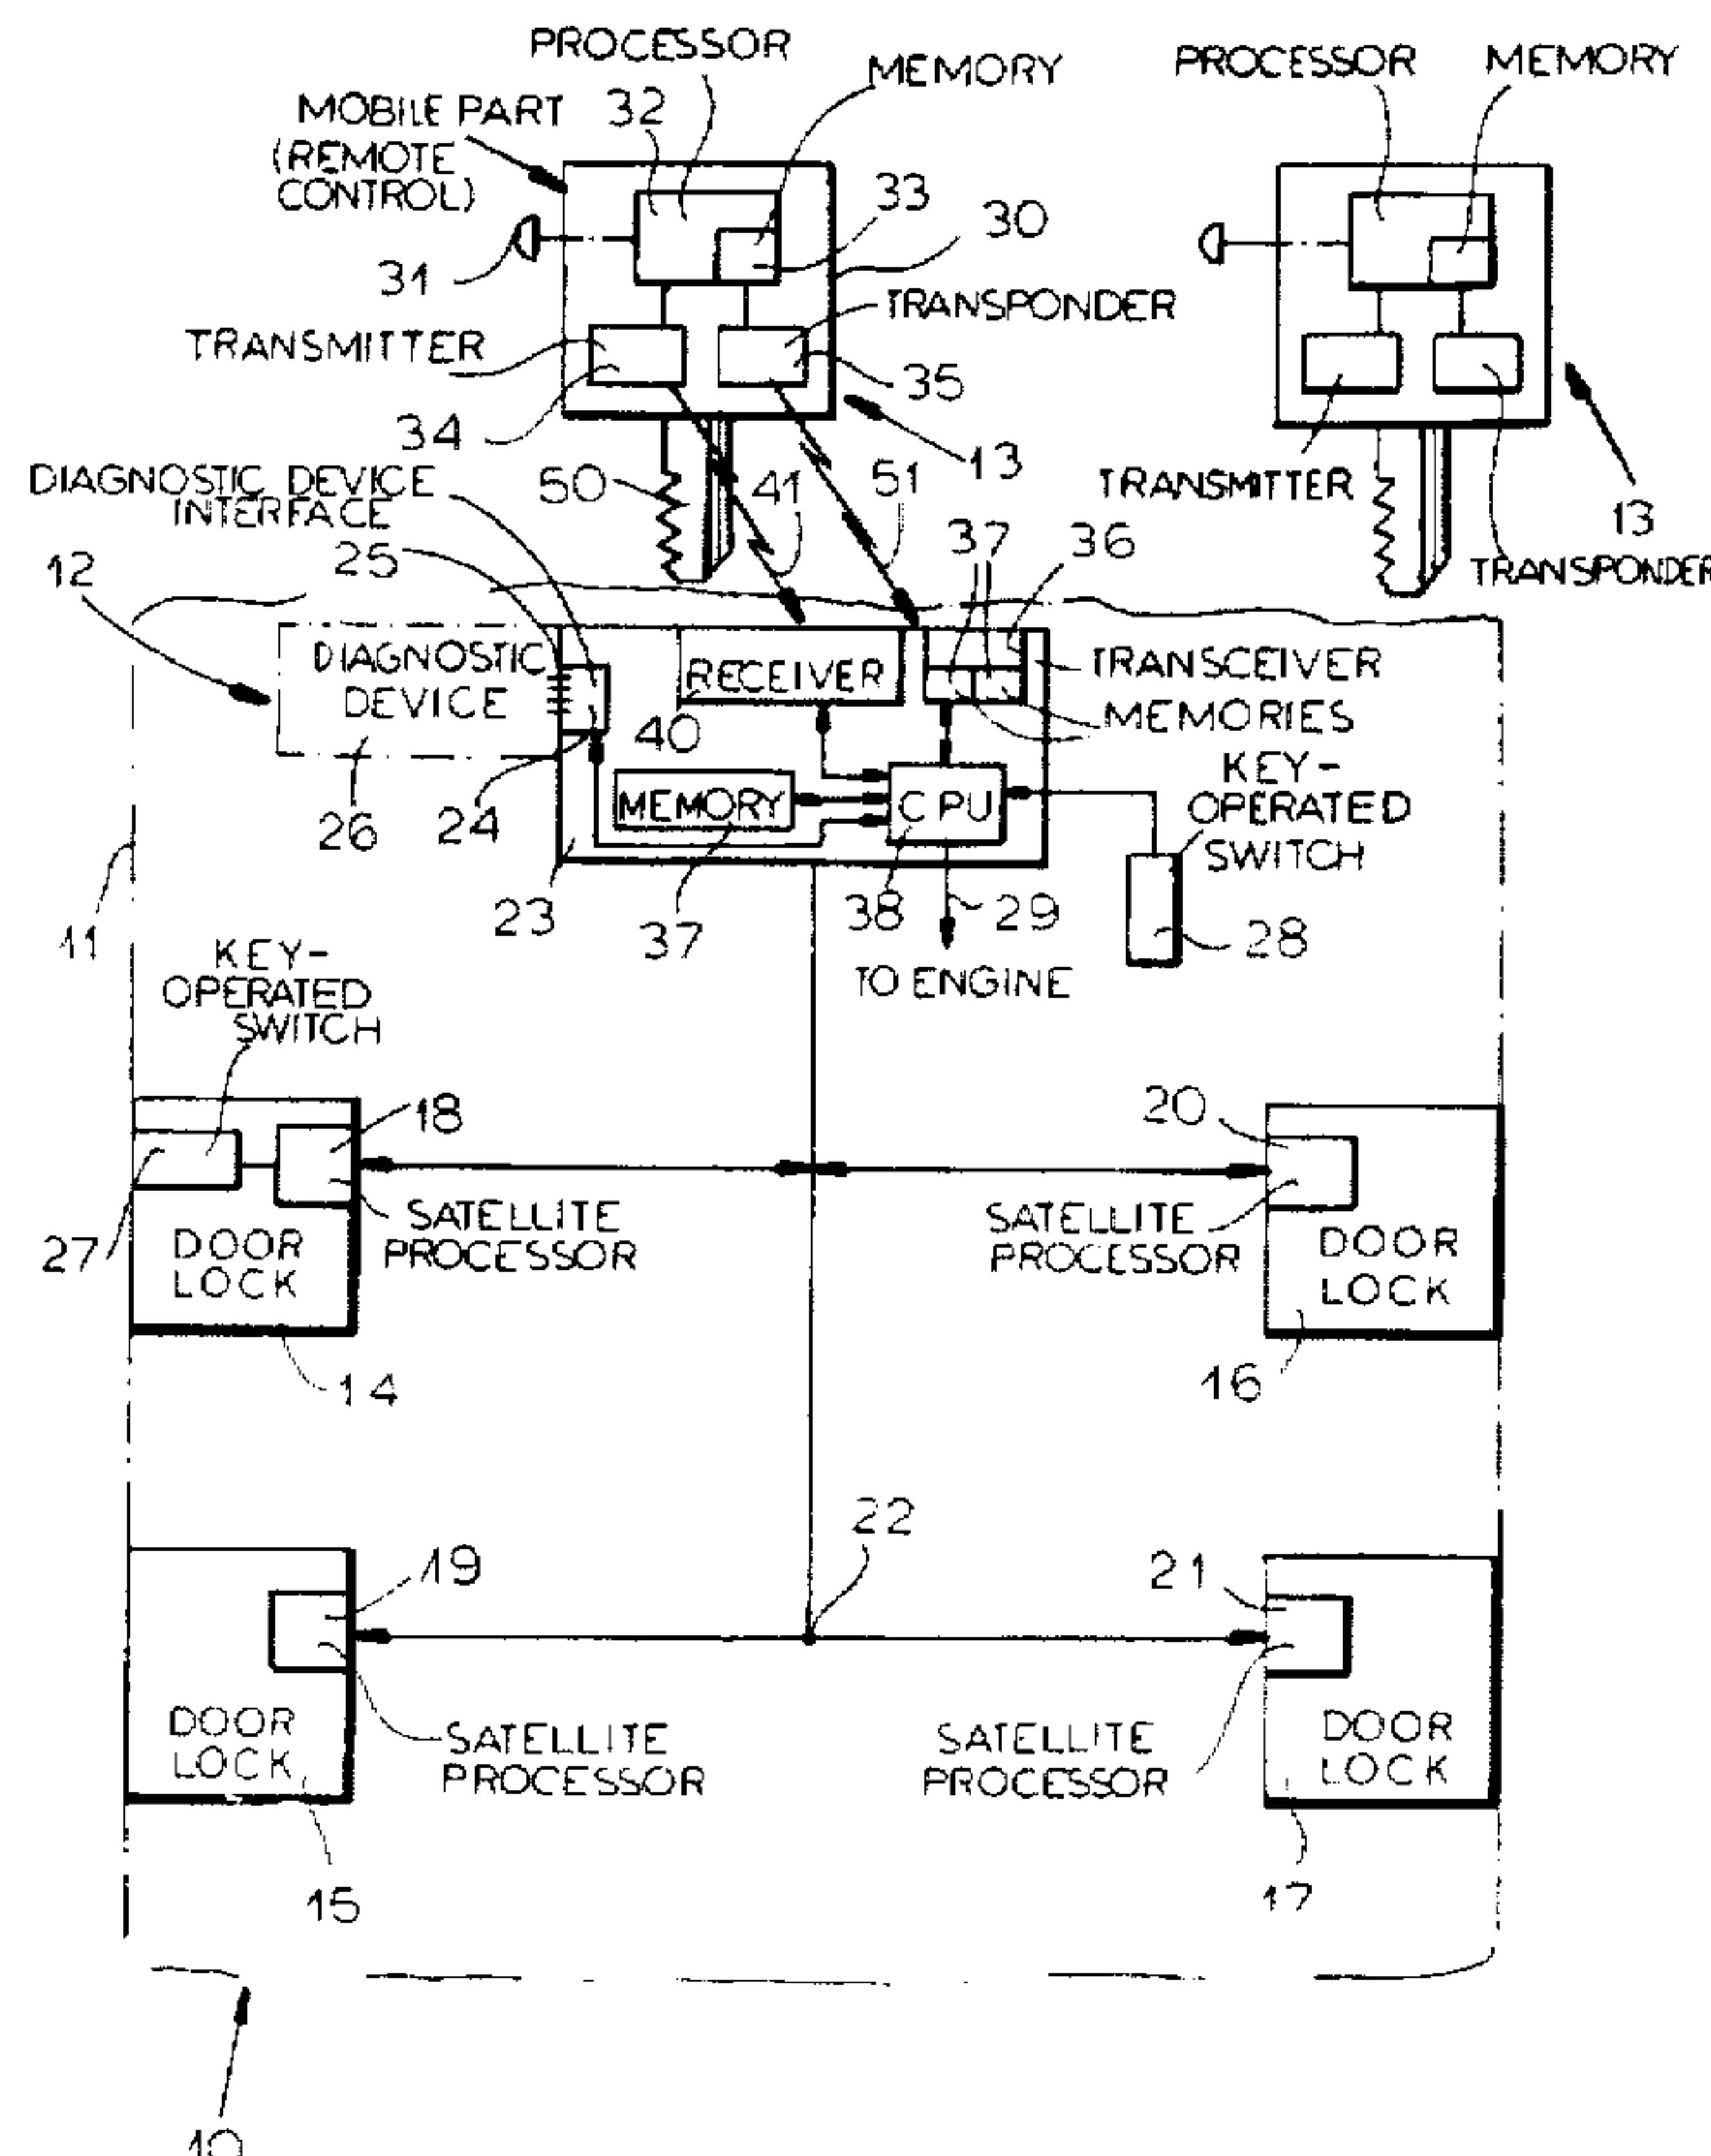 PROCESSOR
MEMORY
PROCESSOR
MEMORY
MOBILE PART
(REMOTE
CONTROL)
32
33
30
31
TRANSPONDER
TRANSMITTER
35
34
13
DIAGNOSTIC DEVICE
INTERFACE
50
41
51
37
36
TRANSMITTER
13
TRANSPONDER
12
25
DIAGNOSTIC
DEVICE
RECEIVER
TRANSCEIVER
MEMORIES
40
26
24
MEMORY
CPU
KEY-
OPERATED
SWITCH
11
23
37
38
29
28
TO ENGINE
KEY-
OPERATED
SWITCH
18
20
27
SATELLITE
PROCESSOR
DOOR
LOCK
SATELLITE
PROCESSOR
DOOR
LOCK
14
16
22
19
21
DOOR
LOCK
SATELLITE
PROCESSOR
SATELLITE
PROCESSOR
DOOR
LOCK
15
17
10